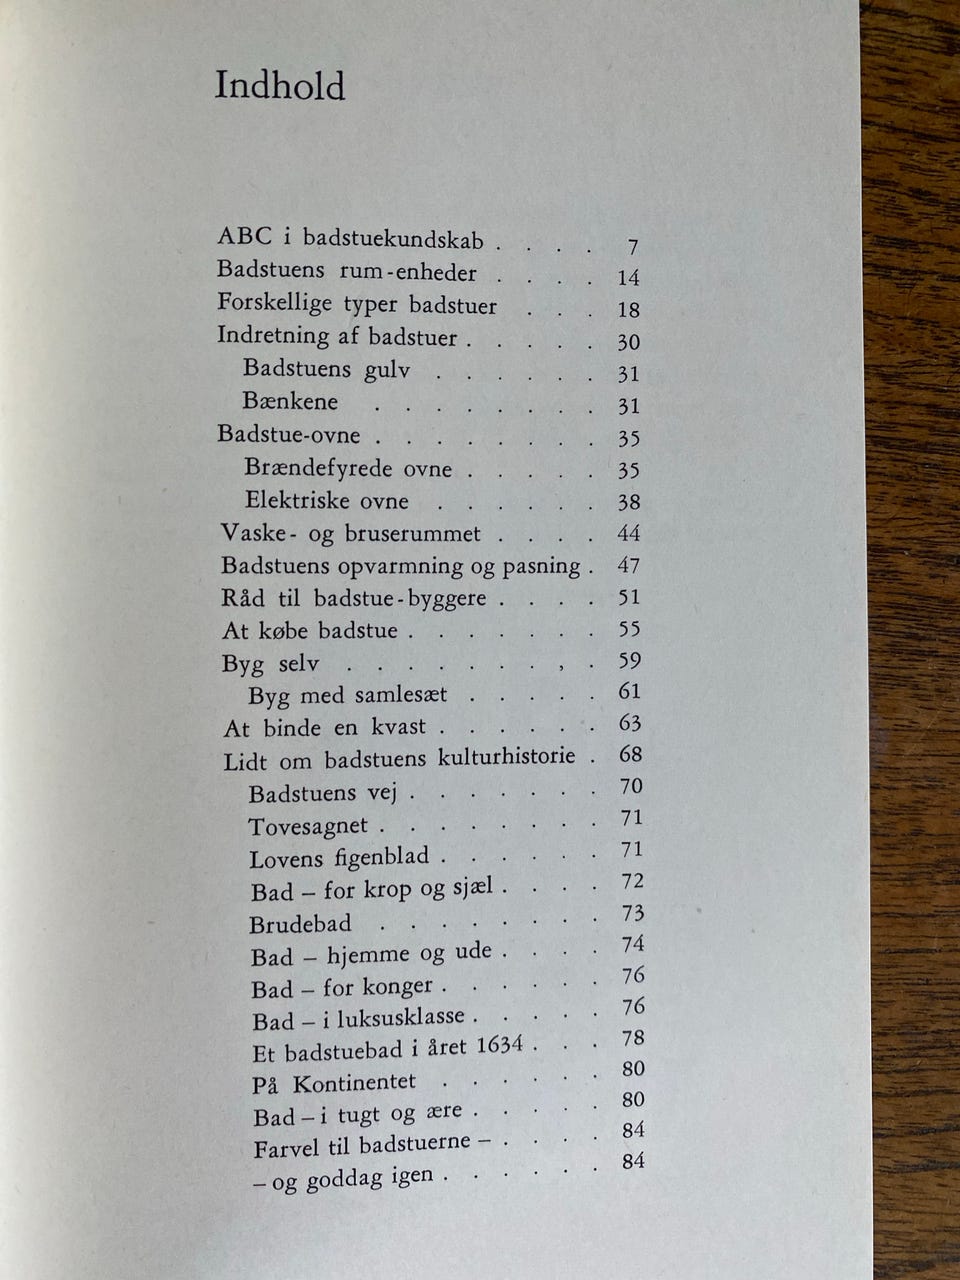 Indhold
ABC i badstuekundskab . . . . 7
Badstuens rum-enheder . . . . 14
Forskellige typer badstuer . . . 18
Indretning af badstuer . . . . . 30
Badstuens gulv . . . . . . 31
Bænkene . . . . . . . . 31
Badstue-ovne . . . . . . . . 35
Brændefyrede ovne . . . . . 35
Elektriske ovne . . . . . . 38
Vaske- og bruserummet . . . . 44
Badstuens opvarmning og pasning . 47
Råd til badstue-byggere . . . . 51
At købe badstue . . . . . . . 55
Byg selv . . . . . . . , . 59
Byg med samlesæt . . . . . 61
At binde en kvast . . . . . . 63
Lidt om badstuens kulturhistorie . 68
Badstuens vej . . . . . . . 70
Tovesagnet . . . . . . . . 71
Lovens figenblad . . . . . . 71
Bad – for krop og sjæl . . . . 72
Brudebad . . . . . . . . 73
Bad – hjemme og ude . . . . 74
Bad – for konger . . . . . . 76
Bad – i luksusklasse . . . . . 76
Et badstuebad i året 1634 . . . 78
På Kontinentet . . . . . . 80
Bad – i tugt og ære . . . . . 80
Farvel til badstuerne – . . . . 84
– og goddag igen . . . . . . 84